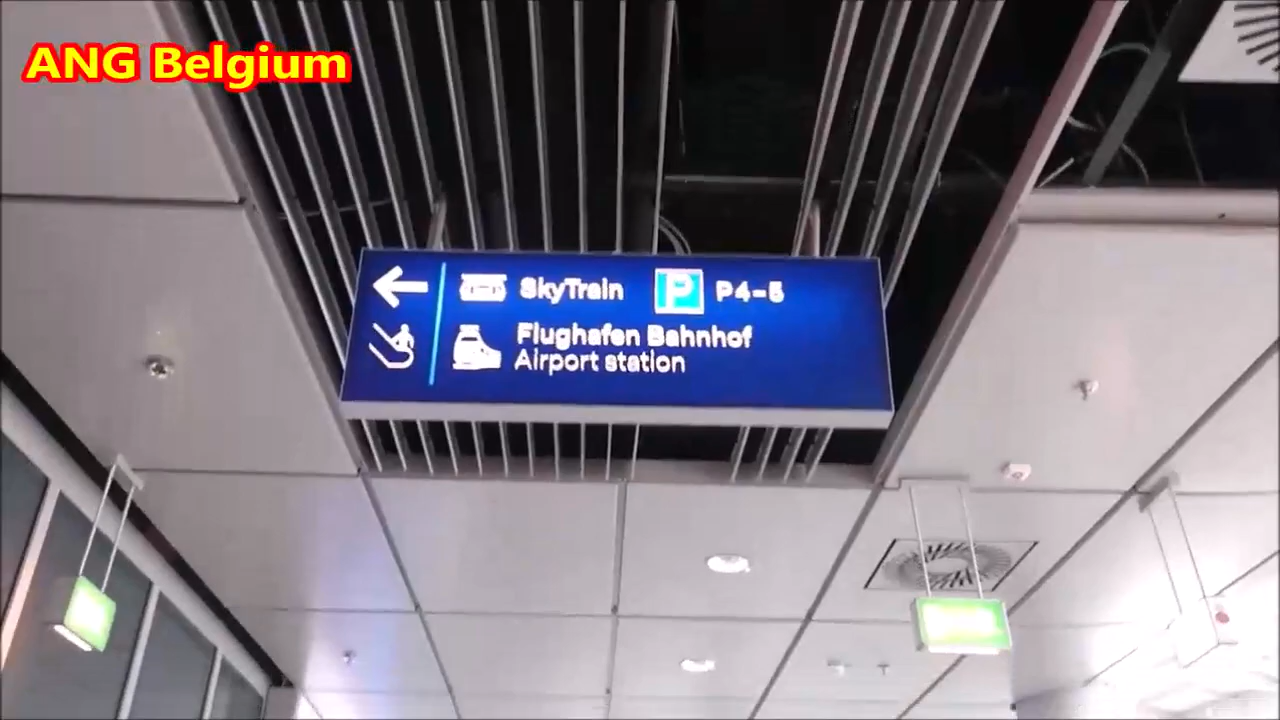 ANG Belgium
SkyTrain P P4-5
Flughafen Bahnhof
Airport station